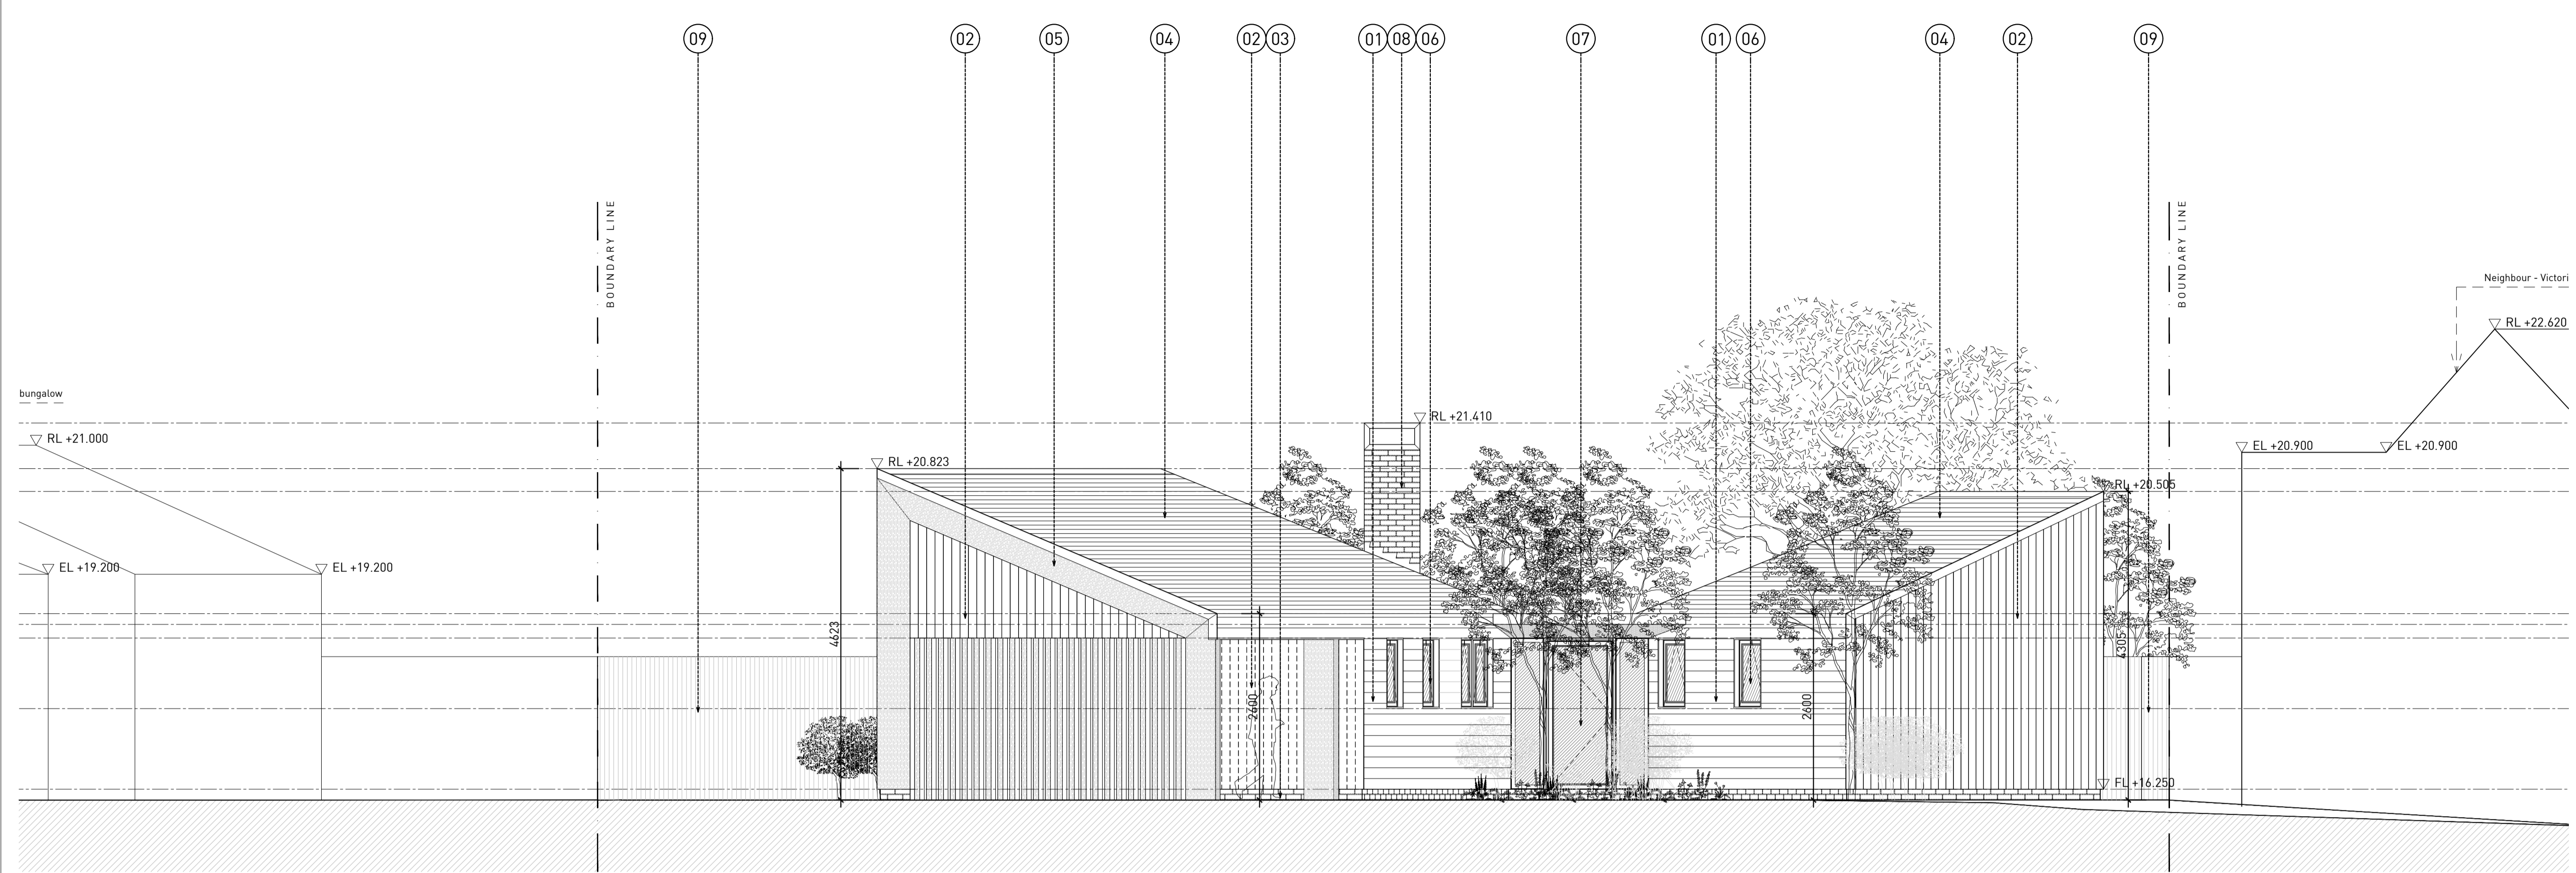 09
02
05
04
02
03
01
08
06
07
01
06
04
02
09
BOUNDARY LINE
BOUNDARY LINE
Neighbour - Victori
RL +22.620
bungalow
RL +21.410
RL +21.000
EL +20.900
EL +20.900
RL +20.823
RL +20.505
EL +19.200
EL +19.200
4623
4305
2600
2600
FL +16.250